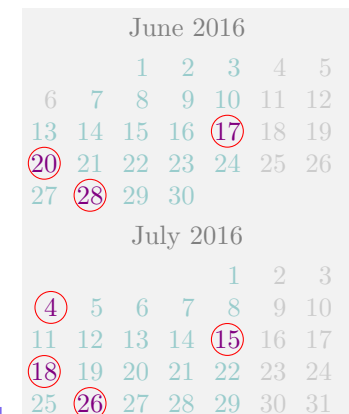 June 2016
1 2 3 4 5
6 7 8 9 10 11 12
13 14 15 16 17 18 19
20 21 22 23 24 25 26
27 28 29 30
July 2016
1 2 3
4 5 6 7 8 9 10
11 12 13 14 15 16 17
18 19 20 21 22 23 24
25 26 27 28 29 30 31